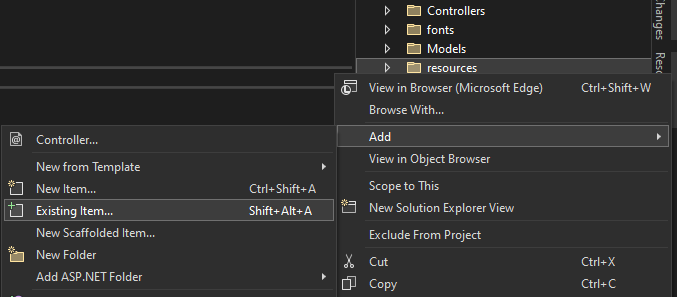 Controllers
fonts
Models
resources
Changes
View in Browser (Microsoft Edge) Ctrl+Shift+W
Browse With...
Add
View in Object Browser
Scope to This
New Solution Explorer View
Exclude From Project
Cut Ctrl+X
Copy Ctrl+C
Controller...
New from Template
New Item... Ctrl+Shift+A
Existing Item... Shift+Alt+A
New Scaffolded Item...
New Folder
Add ASP.NET Folder